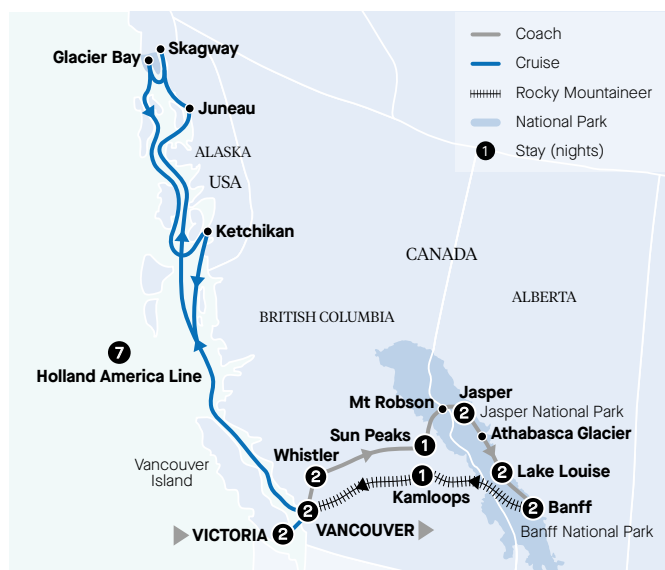 Glacier Bay
Skagway
Juneau
ALASKA
USA
Ketchikan
Coach
Cruise
Rocky Mountaineer
National Park
1
Stay (nights)
CANADA
ALBERTA
BRITISH COLUMBIA
7
Holland America Line
Mt Robson
Jasper
2
Jasper National Park
Sun Peaks
1
Athabasca Glacier
Whistler
2
Vancouver
Island
1
Kamloops
2
Lake Louise
2
Banff
Banff National Park
2
VANCOUVER
VICTORIA
2